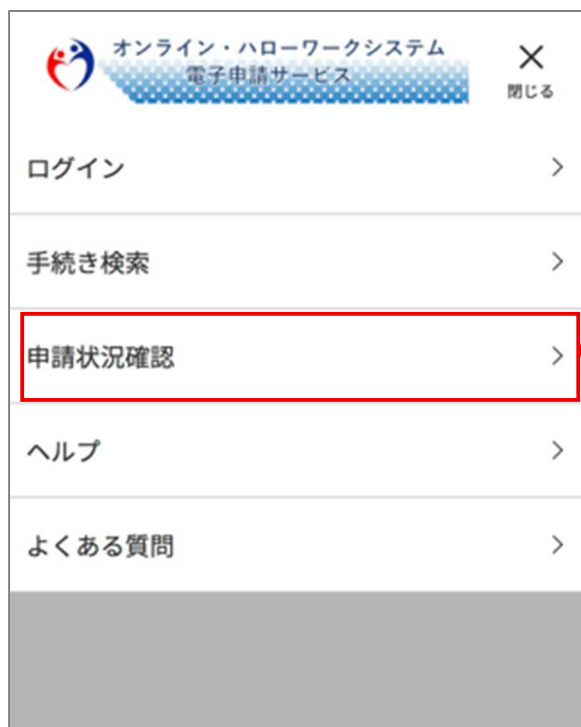 オンライン・ハローワークシステム
電子申請サービス
閉じる
ログイン
手続き検索
申請状況確認
ヘルプ
よくある質問